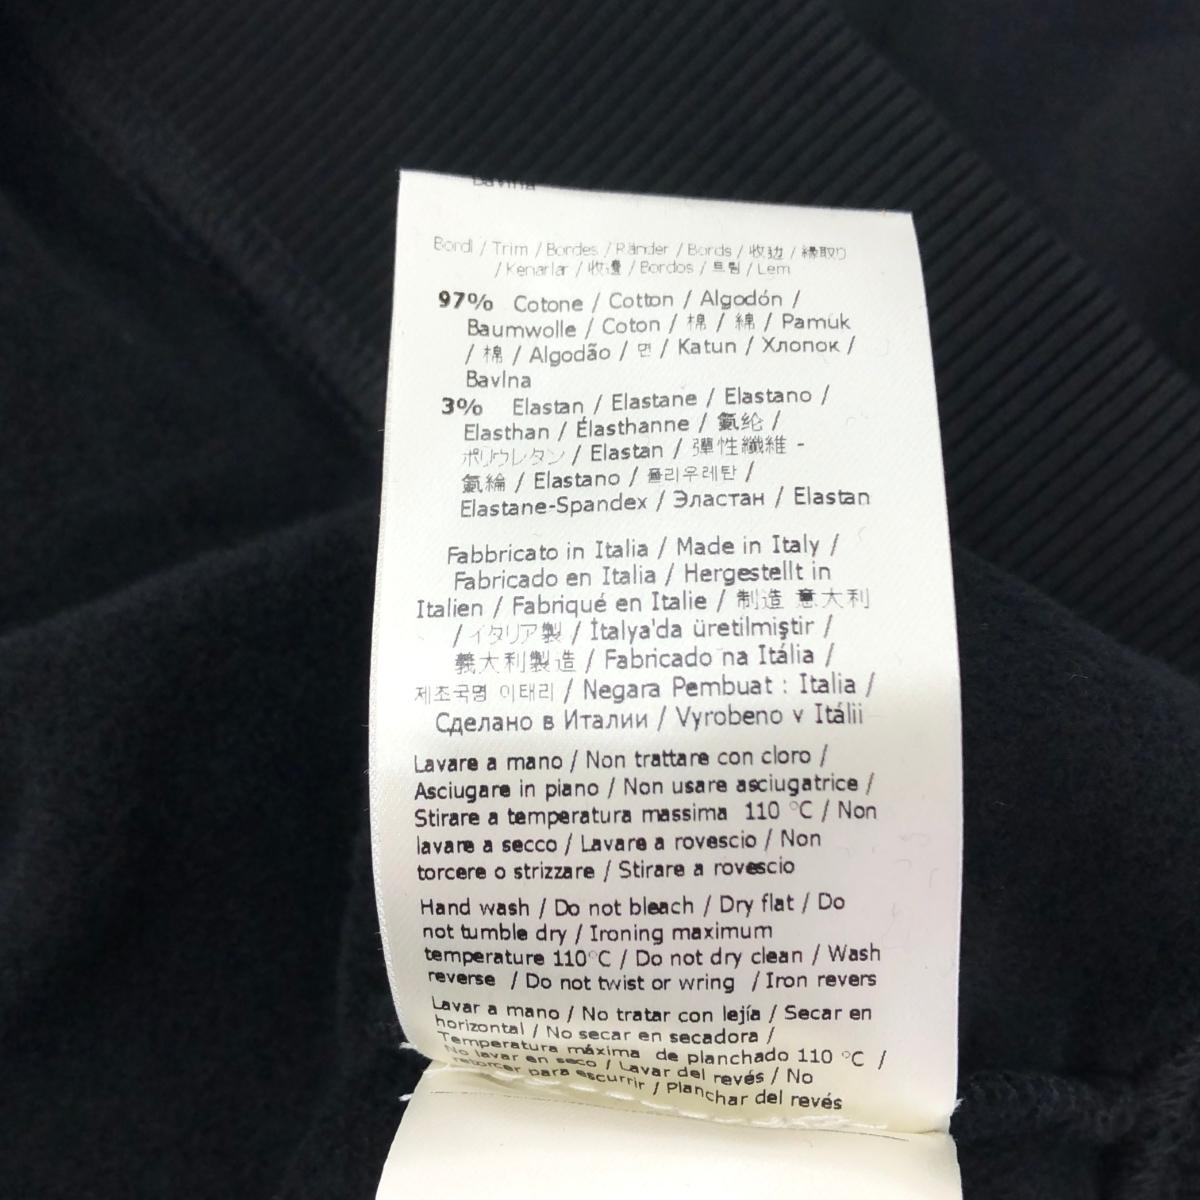 Bavlna
Bordi / Trim / Bordes / Ränder / Bords / 收边 / 縁取り
/ Kenarlar / 收邊 / Bordos / 트림 / Lem
97% Cotone / Cotton / Algodón /
Baumwolle / Coton / 棉 / 綿 / Pamuk
/ 棉 / Algodão / 면 / Katun / Хлопок /
Bavlna
3% Elastan / Elastane / Elastano /
Elasthan / Élasthanne / 氨纶 /
ポリウレタン / Elastan / 彈性纖維 -
氨綸 / Elastano / 폴리우레탄 /
Elastane-Spandex / Эластан / Elastan
Fabbricato in Italia / Made in Italy /
Fabricado en Italia / Hergestellt in
Italien / Fabriqué en Italie / 制造 意大利
/ イタリア製 / İtalya'da üretilmiştir /
義大利製造 / Fabricado na Itália /
제조국명 이태리 / Negara Pembuat : Italia /
Сделано в Италии / Vyrobeno v Itálii
Lavare a mano / Non trattare con cloro /
Asciugare in piano / Non usare asciugatrice /
Stirare a temperatura massima 110 °C / Non
lavare a secco / Lavare a rovescio / Non
torcere o strizzare / Stirare a rovescio
Hand wash / Do not bleach / Dry flat / Do
not tumble dry / Ironing maximum
temperature 110°C / Do not dry clean / Wash
reverse / Do not twist or wring / Iron revers
Lavar a mano / No tratar con lejía / Secar en
horizontal / No secar en secadora /
Temperatura máxima de planchado 110 °C /
No lavar en seco / Lavar del revés / No
retorcer para escurrir / Planchar del revés